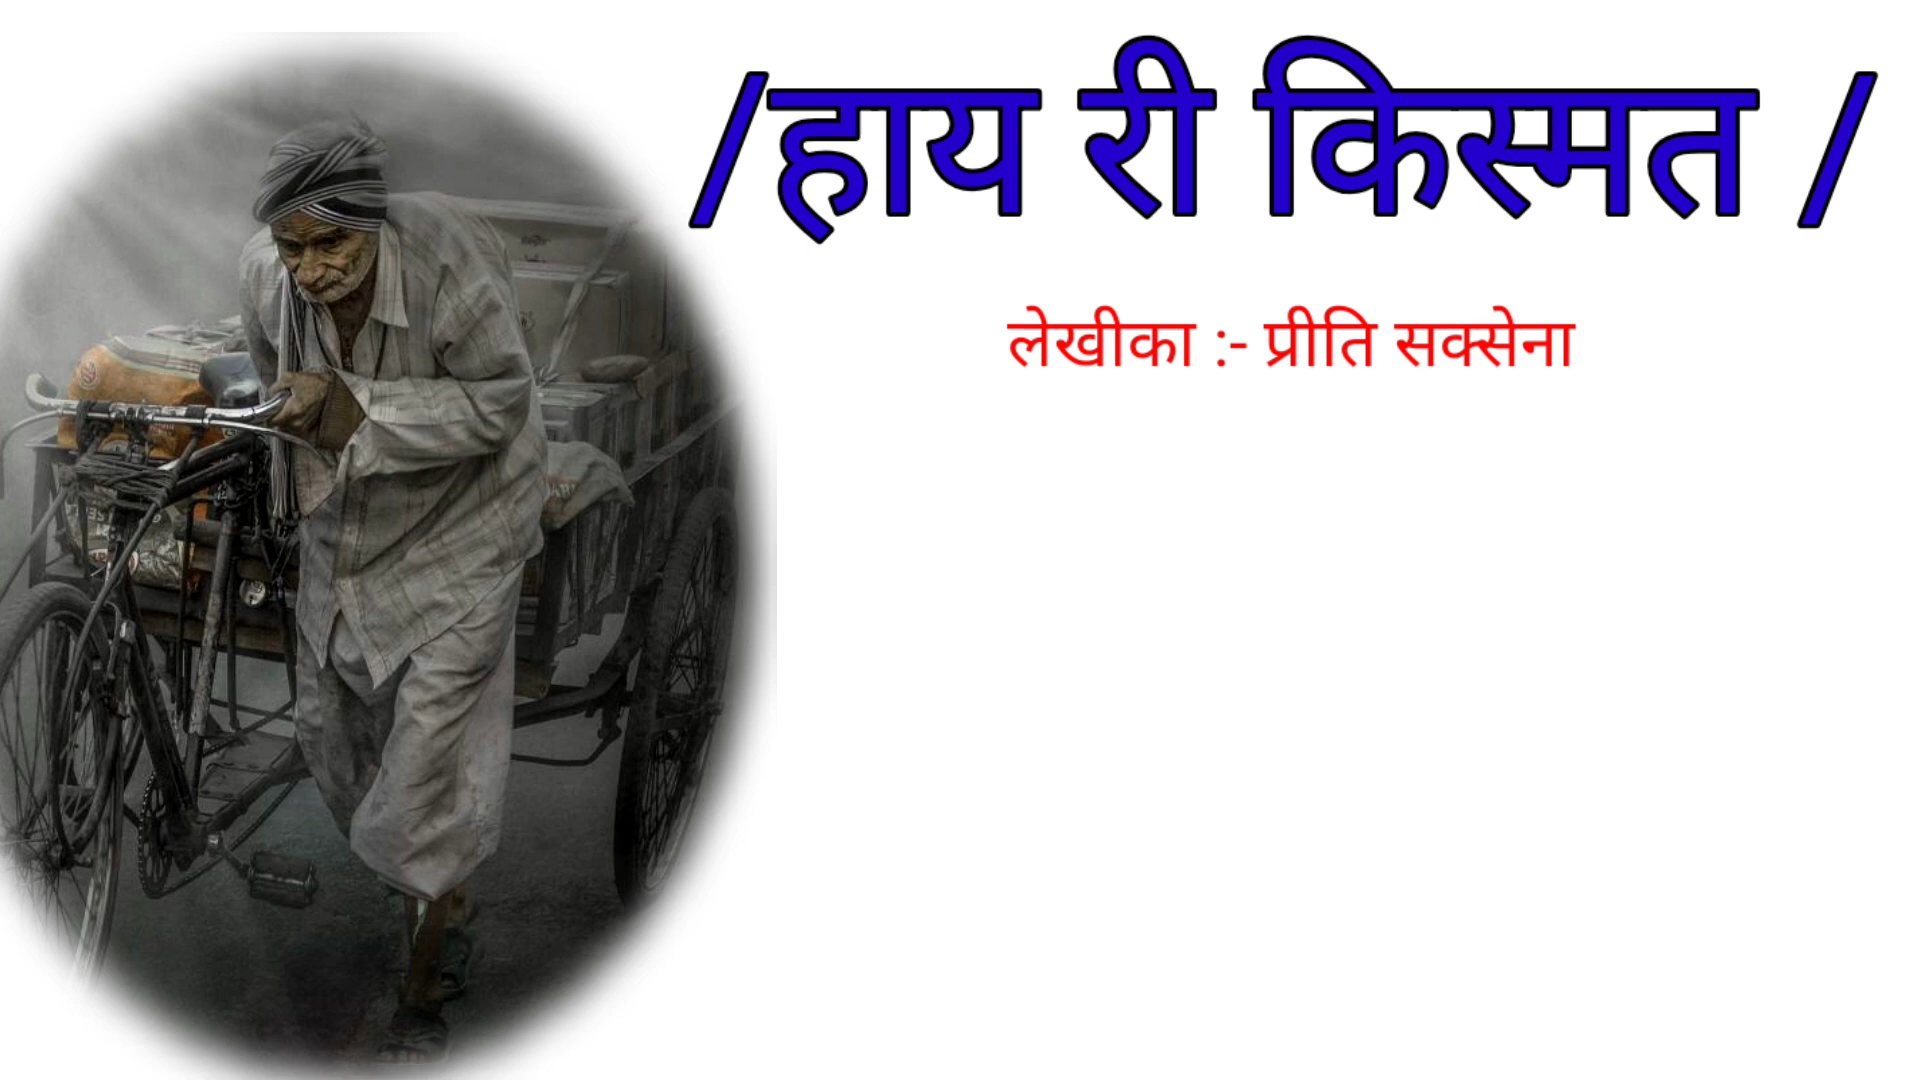 /हाय री किस्मत /
लेखीका :- प्रीति सक्सेना